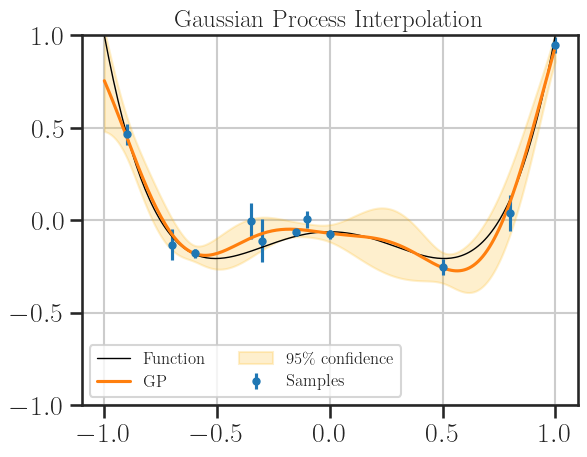 Gaussian Process Interpolation
1.0
0.5
0.0
−0.5
−1.0
Function
GP
95% confidence
Samples
−1.0 −0.5 0.0 0.5 1.0